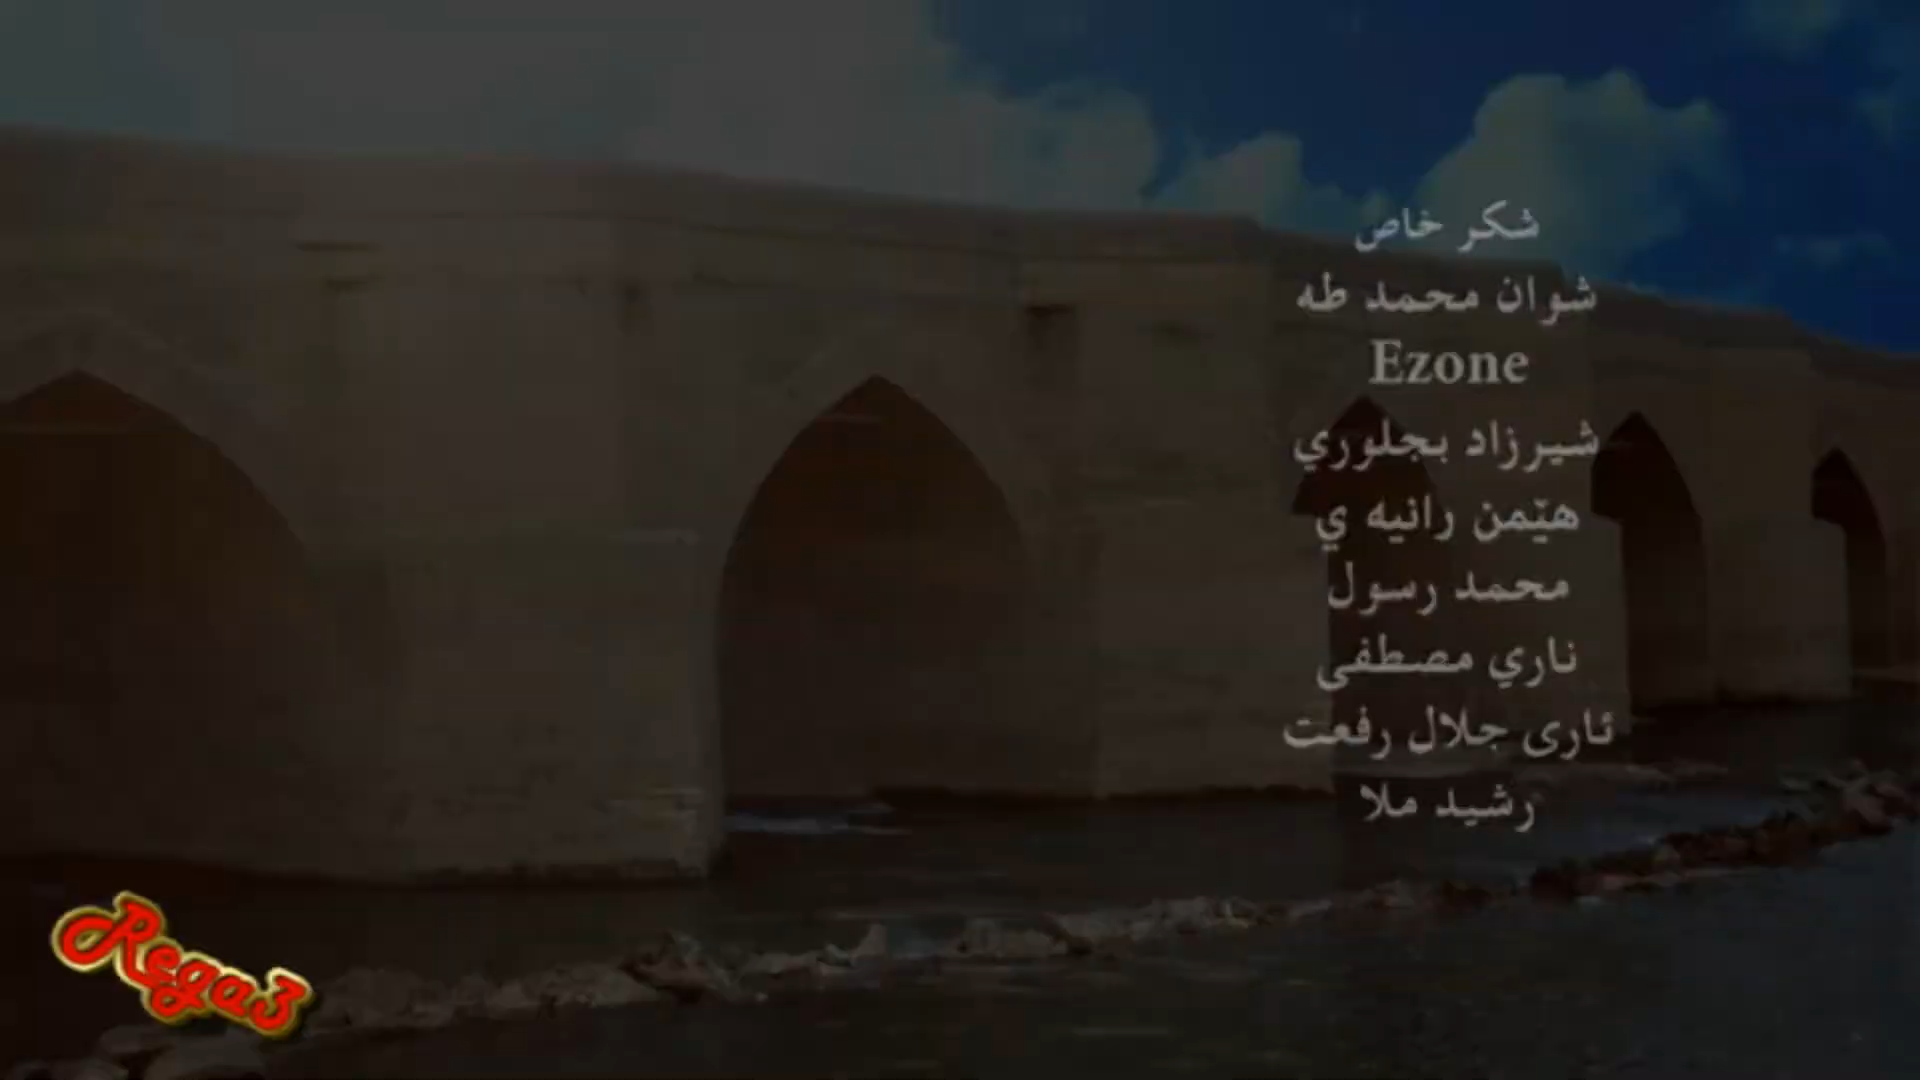 شكر خاص
شوان محمد طه
Ezone
شيرزاد بجلوري
هێمن رانيه ي
محمد رسول
ناري مصطفى
ئارى جلال رفعت
رشيد ملا
Rega3